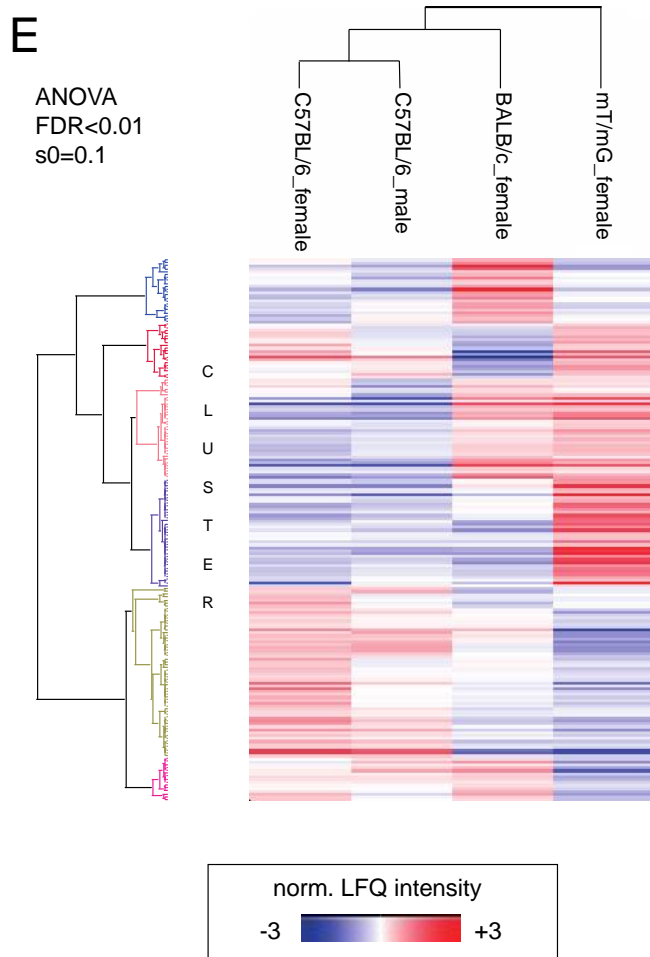 E
ANOVA
FDR<0.01
s0=0.1
C57BL/6_female
C57BL/6_male
BALB/c_female
mT/mG_female
C
L
U
S
T
E
R
norm. LFQ intensity
-3 +3